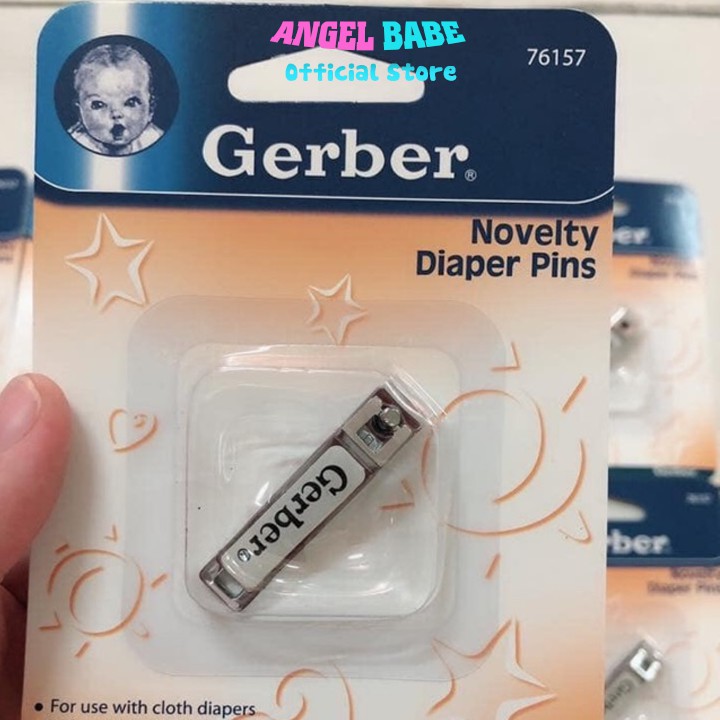 ANGEL BABE
Official Store
76157
Gerber®
Novelty
Diaper Pins
Gerber®
• For use with cloth diapers